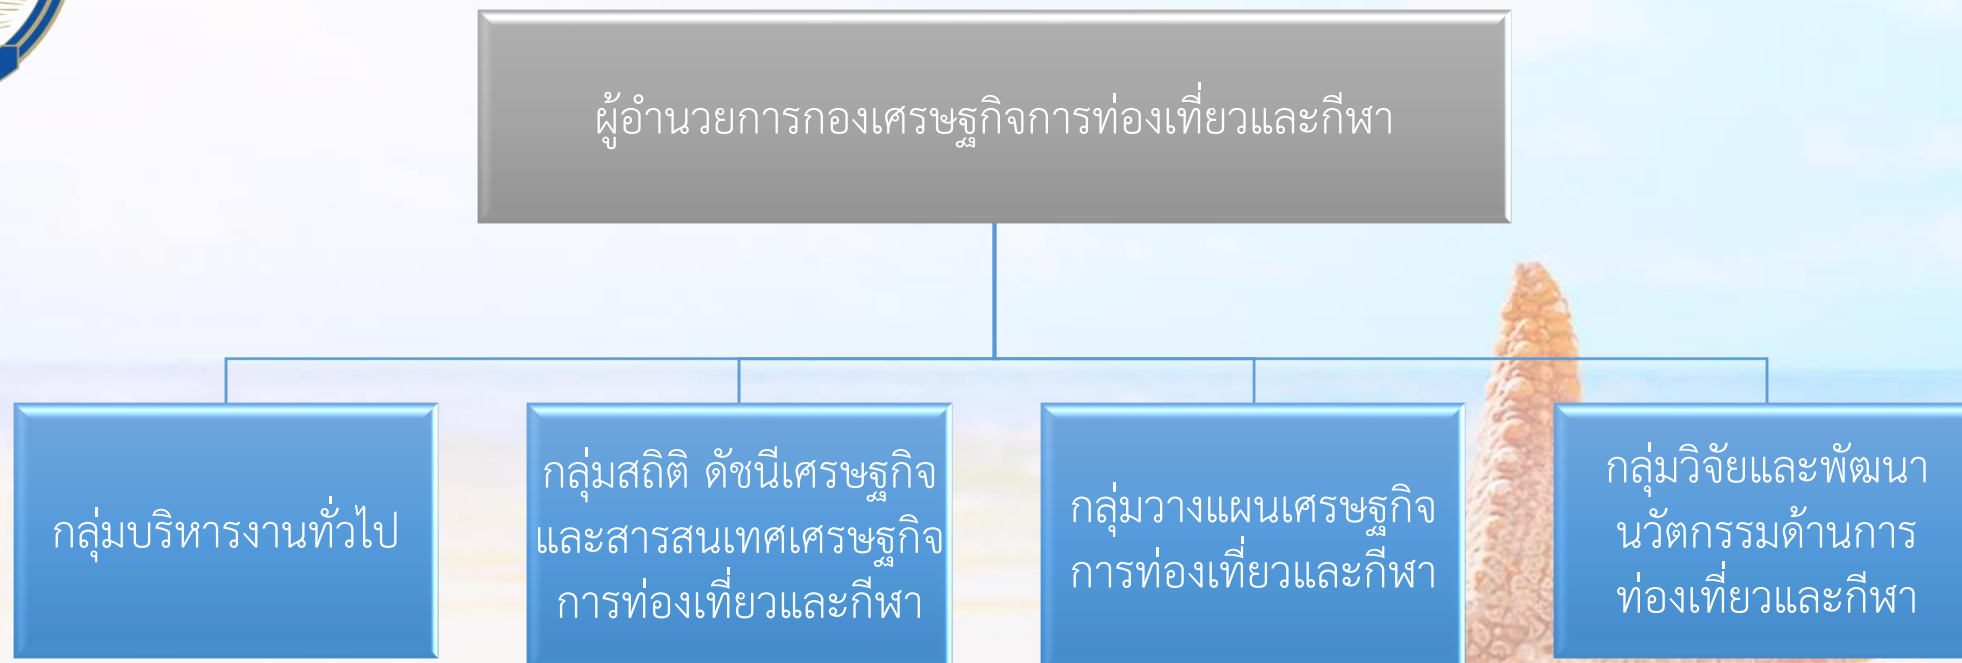 ผู้อำนวยการกองเศรษฐกิจการท่องเที่ยวและกีฬา
กลุ่มบริหารงานทั่วไป
กลุ่มสถิติ ดัชนีเศรษฐกิจ
และสารสนเทศเศรษฐกิจ
การท่องเที่ยวและกีฬา
กลุ่มวางแผนเศรษฐกิจ
การท่องเที่ยวและกีฬา
กลุ่มวิจัยและพัฒนา
นวัตกรรมด้านการ
ท่องเที่ยวและกีฬา